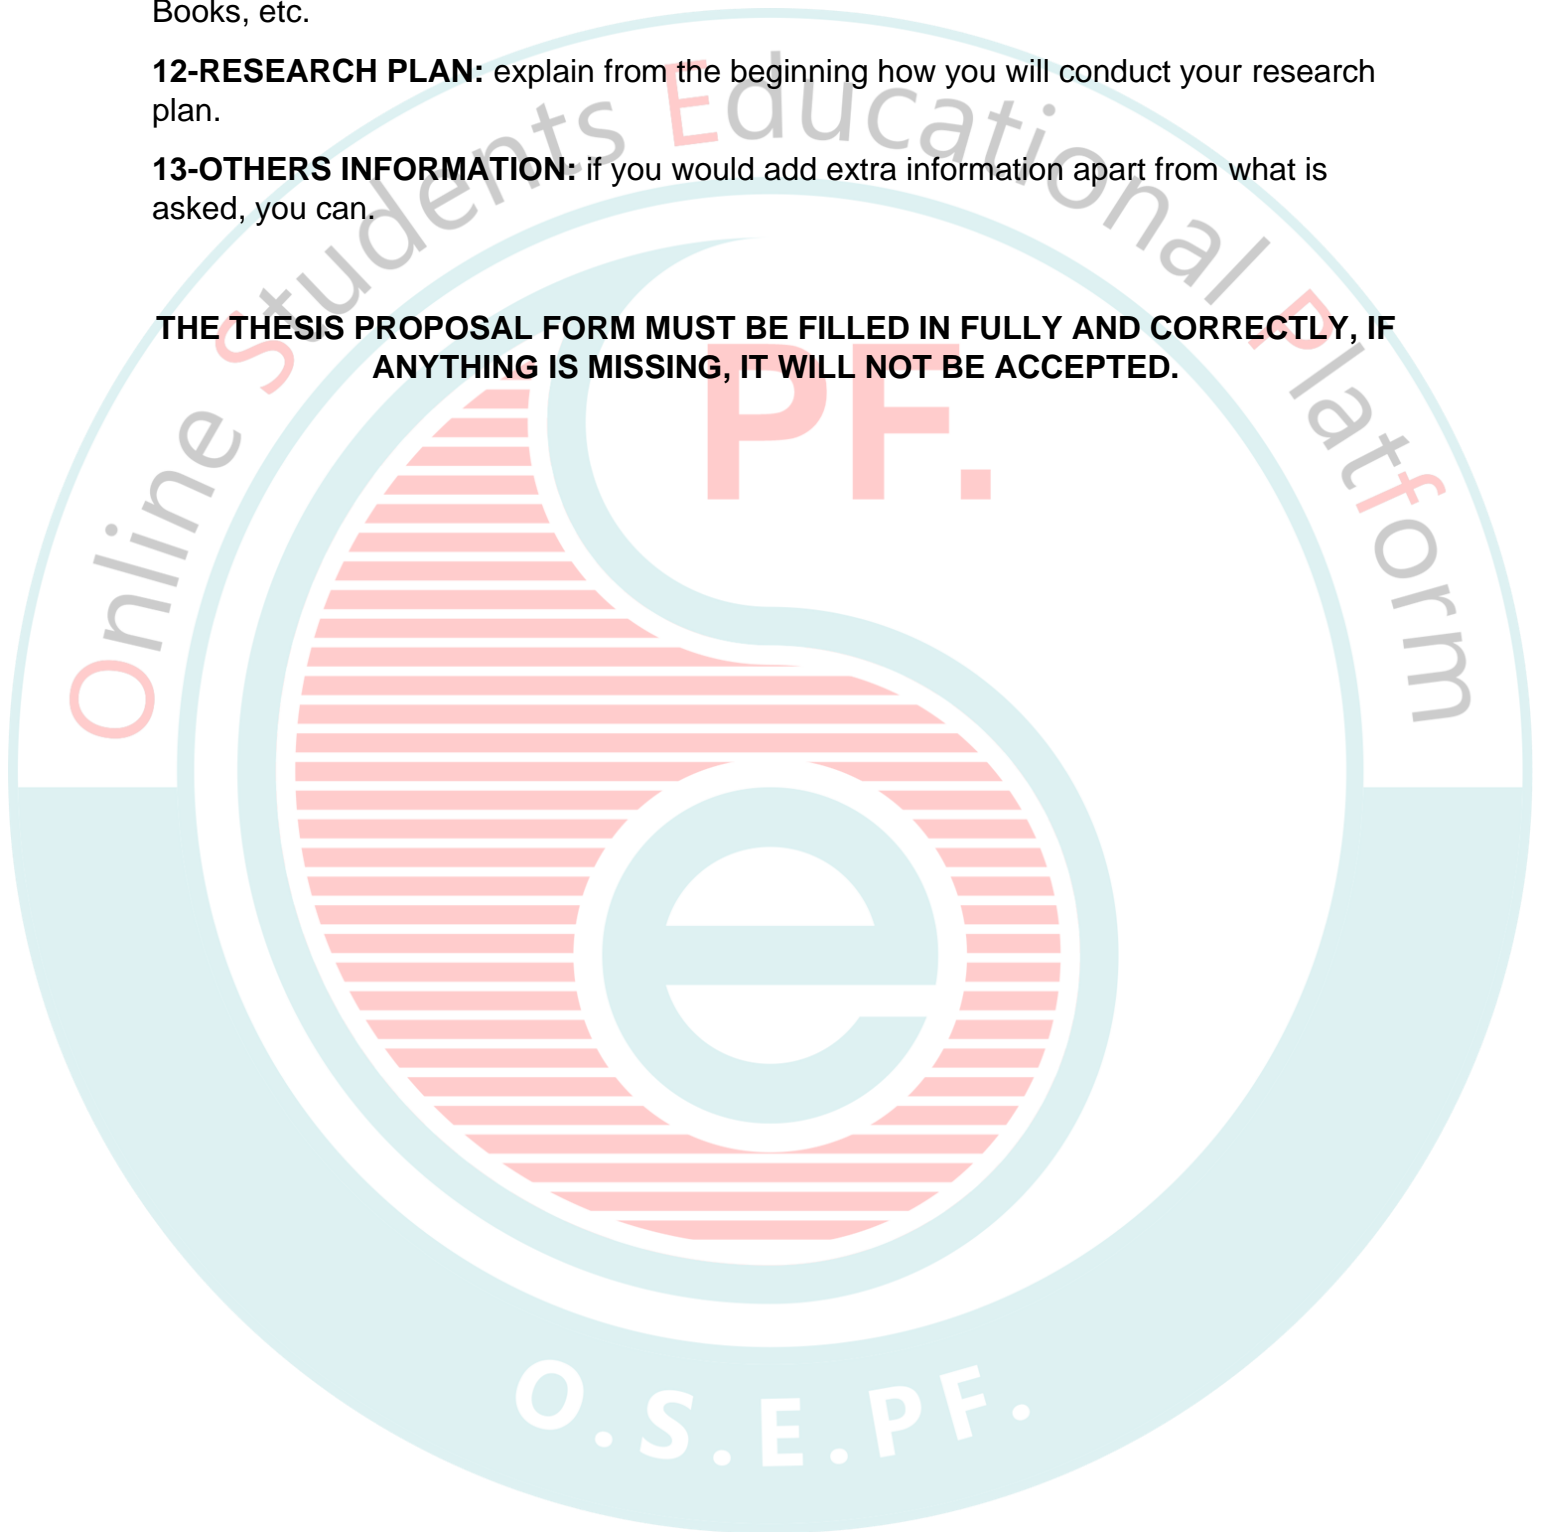 Books, etc.
12-RESEARCH PLAN: explain from the beginning how you will conduct your research
plan.
13-OTHERS INFORMATION: if you would add extra information apart from what is
asked, you can.
THE THESIS PROPOSAL FORM MUST BE FILLED IN FULLY AND CORRECTLY, IF
ANYTHING IS MISSING, IT WILL NOT BE ACCEPTED.
Online Students Educational Platform
PF.
e
O.S.E.PF.